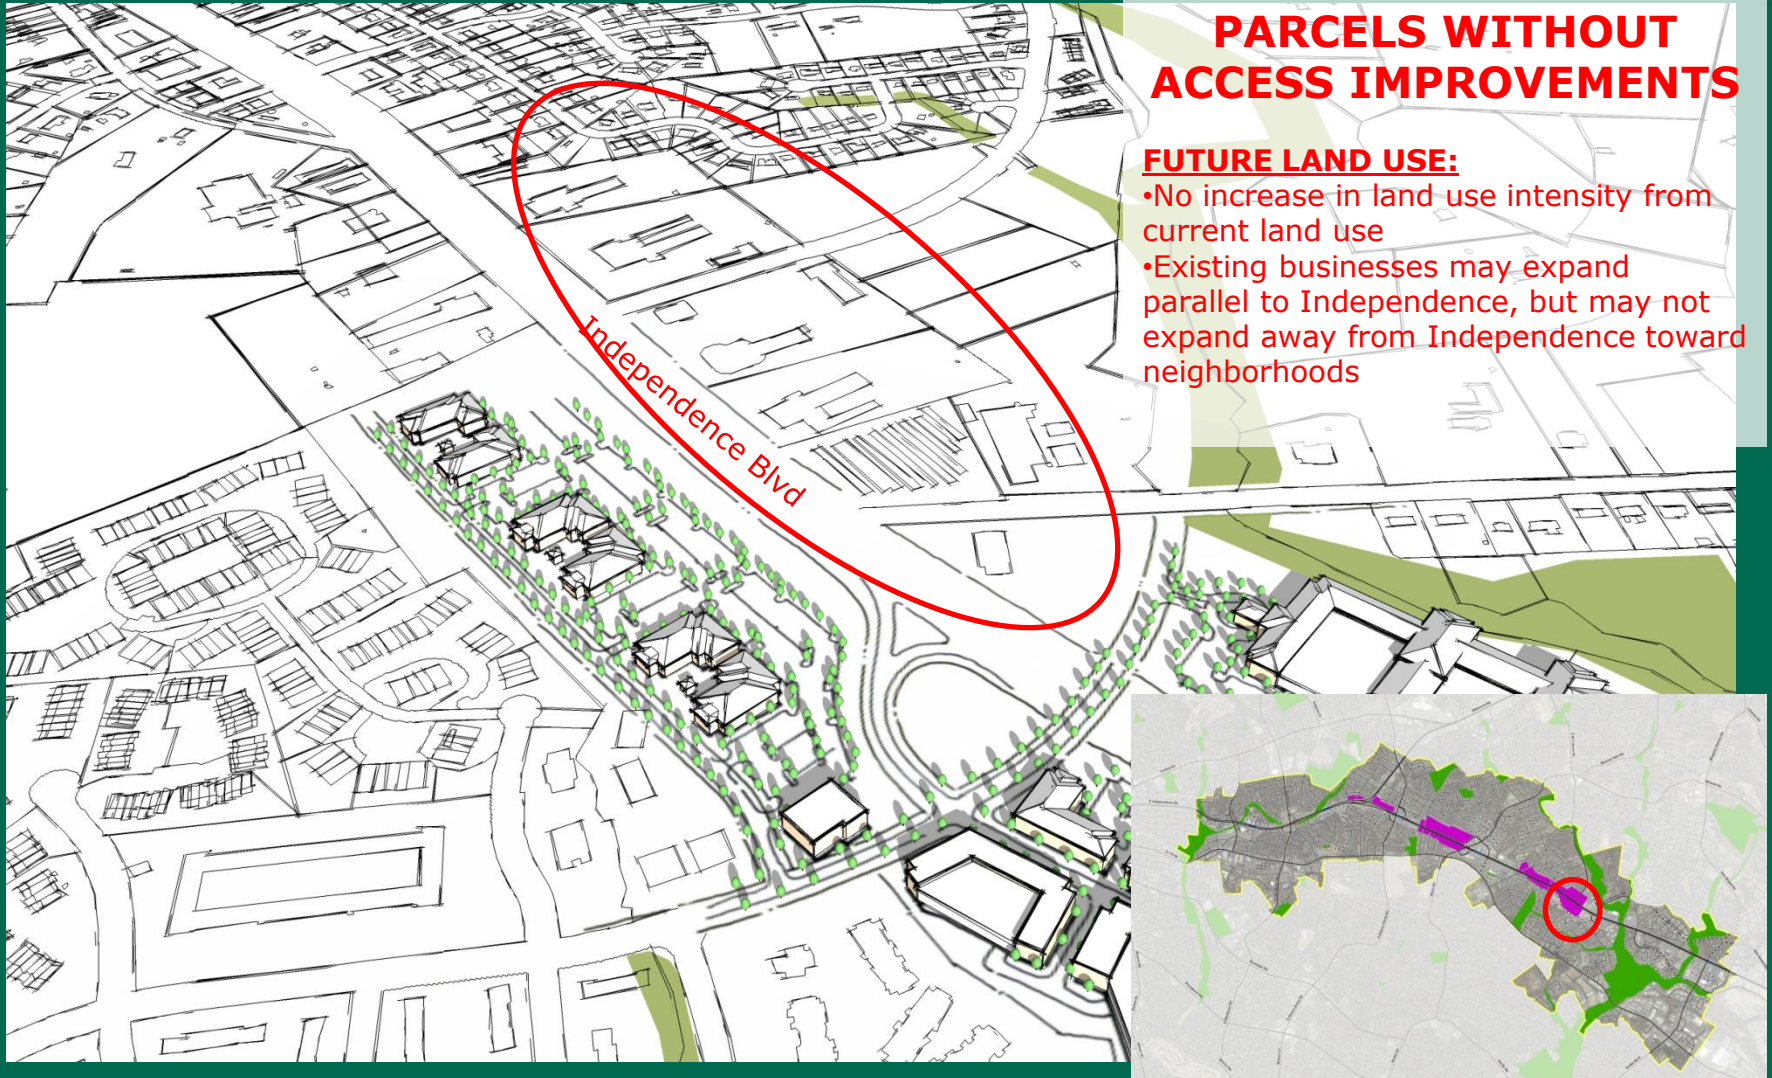 PARCELS WITHOUT
ACCESS IMPROVEMENTS
FUTURE LAND USE:
•No increase in land use intensity from
current land use
•Existing businesses may expand
parallel to Independence, but may not
expand away from Independence toward
neighborhoods
Independence Blvd